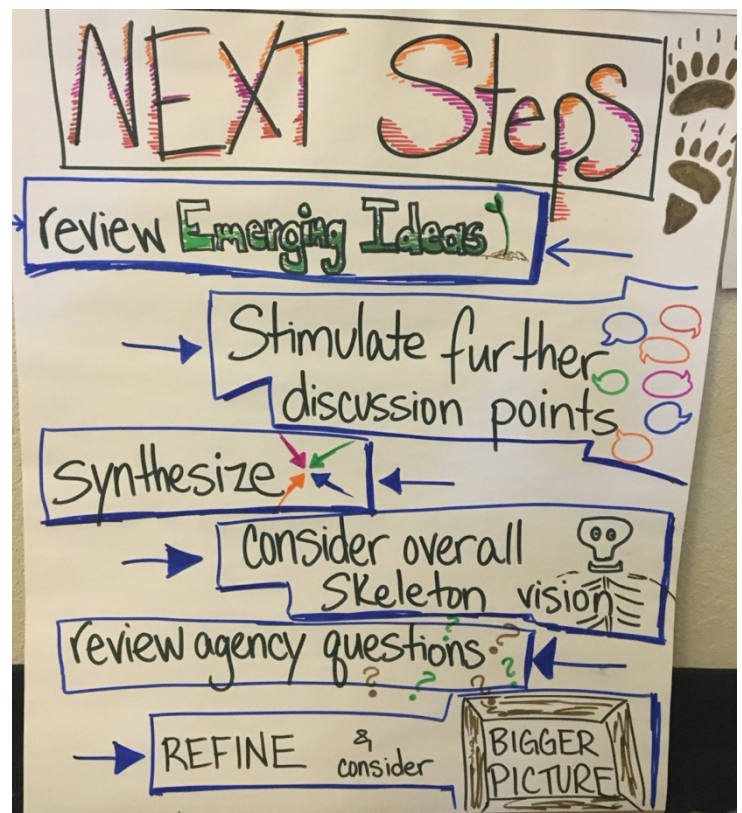 NEXT Steps
review Emerging Ideas
Stimulate further
discussion points
synthesize
consider overall
skeleton vision
review agency questions
? ? ? ? ? ? ?
REFINE & consider
BIGGER
PICTURE